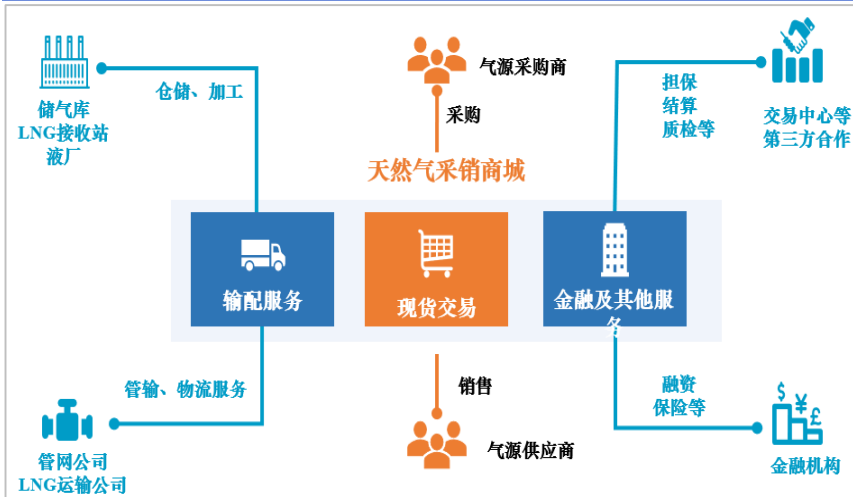 储气库
LNG接收站
液厂
仓储、加工
气源采购商
采购
担保
结算
质检等
交易中心等
第三方合作
天然气采销商城
输配服务
现货交易
金融及其他服
务
管输、物流服务
管网公司
LNG运输公司
销售
气源供应商
融资
保险等
$
¥
£
金融机构